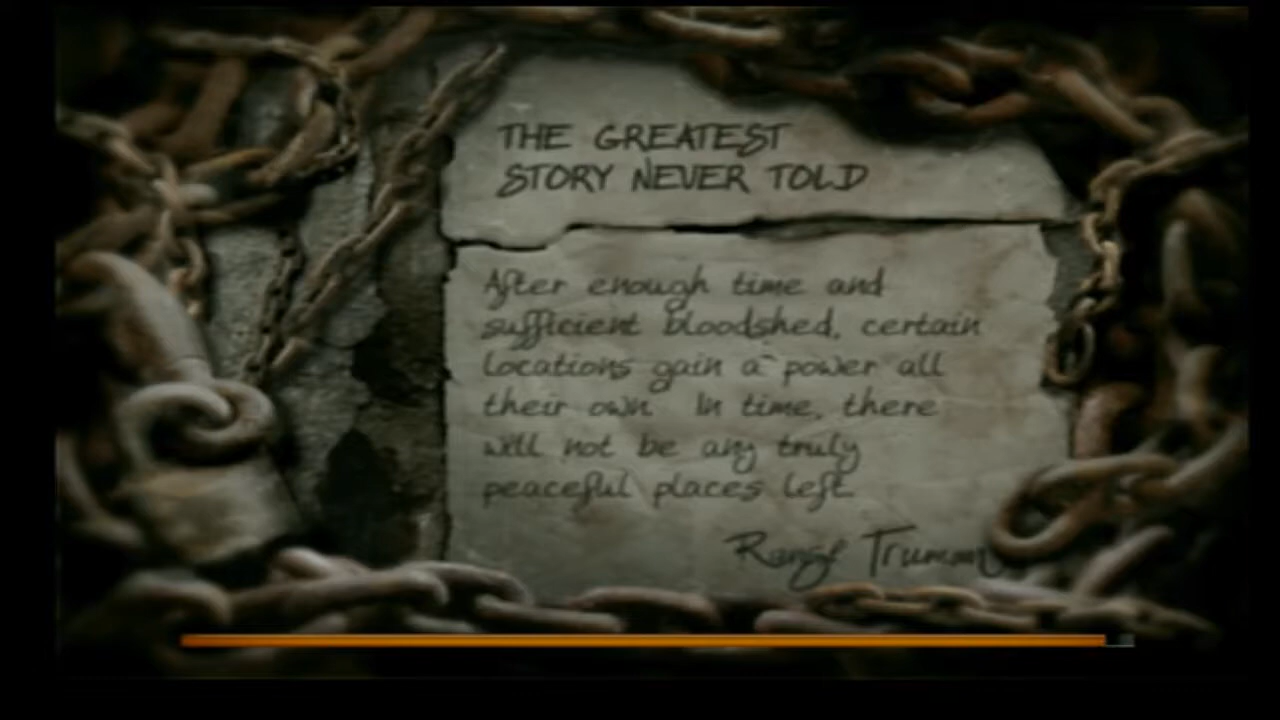 THE GREATEST
STORY NEVER TOLD
After enough time and
sufficient bloodshed, certain
locations gain a power all
their own. In time, there
will not be any truly
peaceful places left.